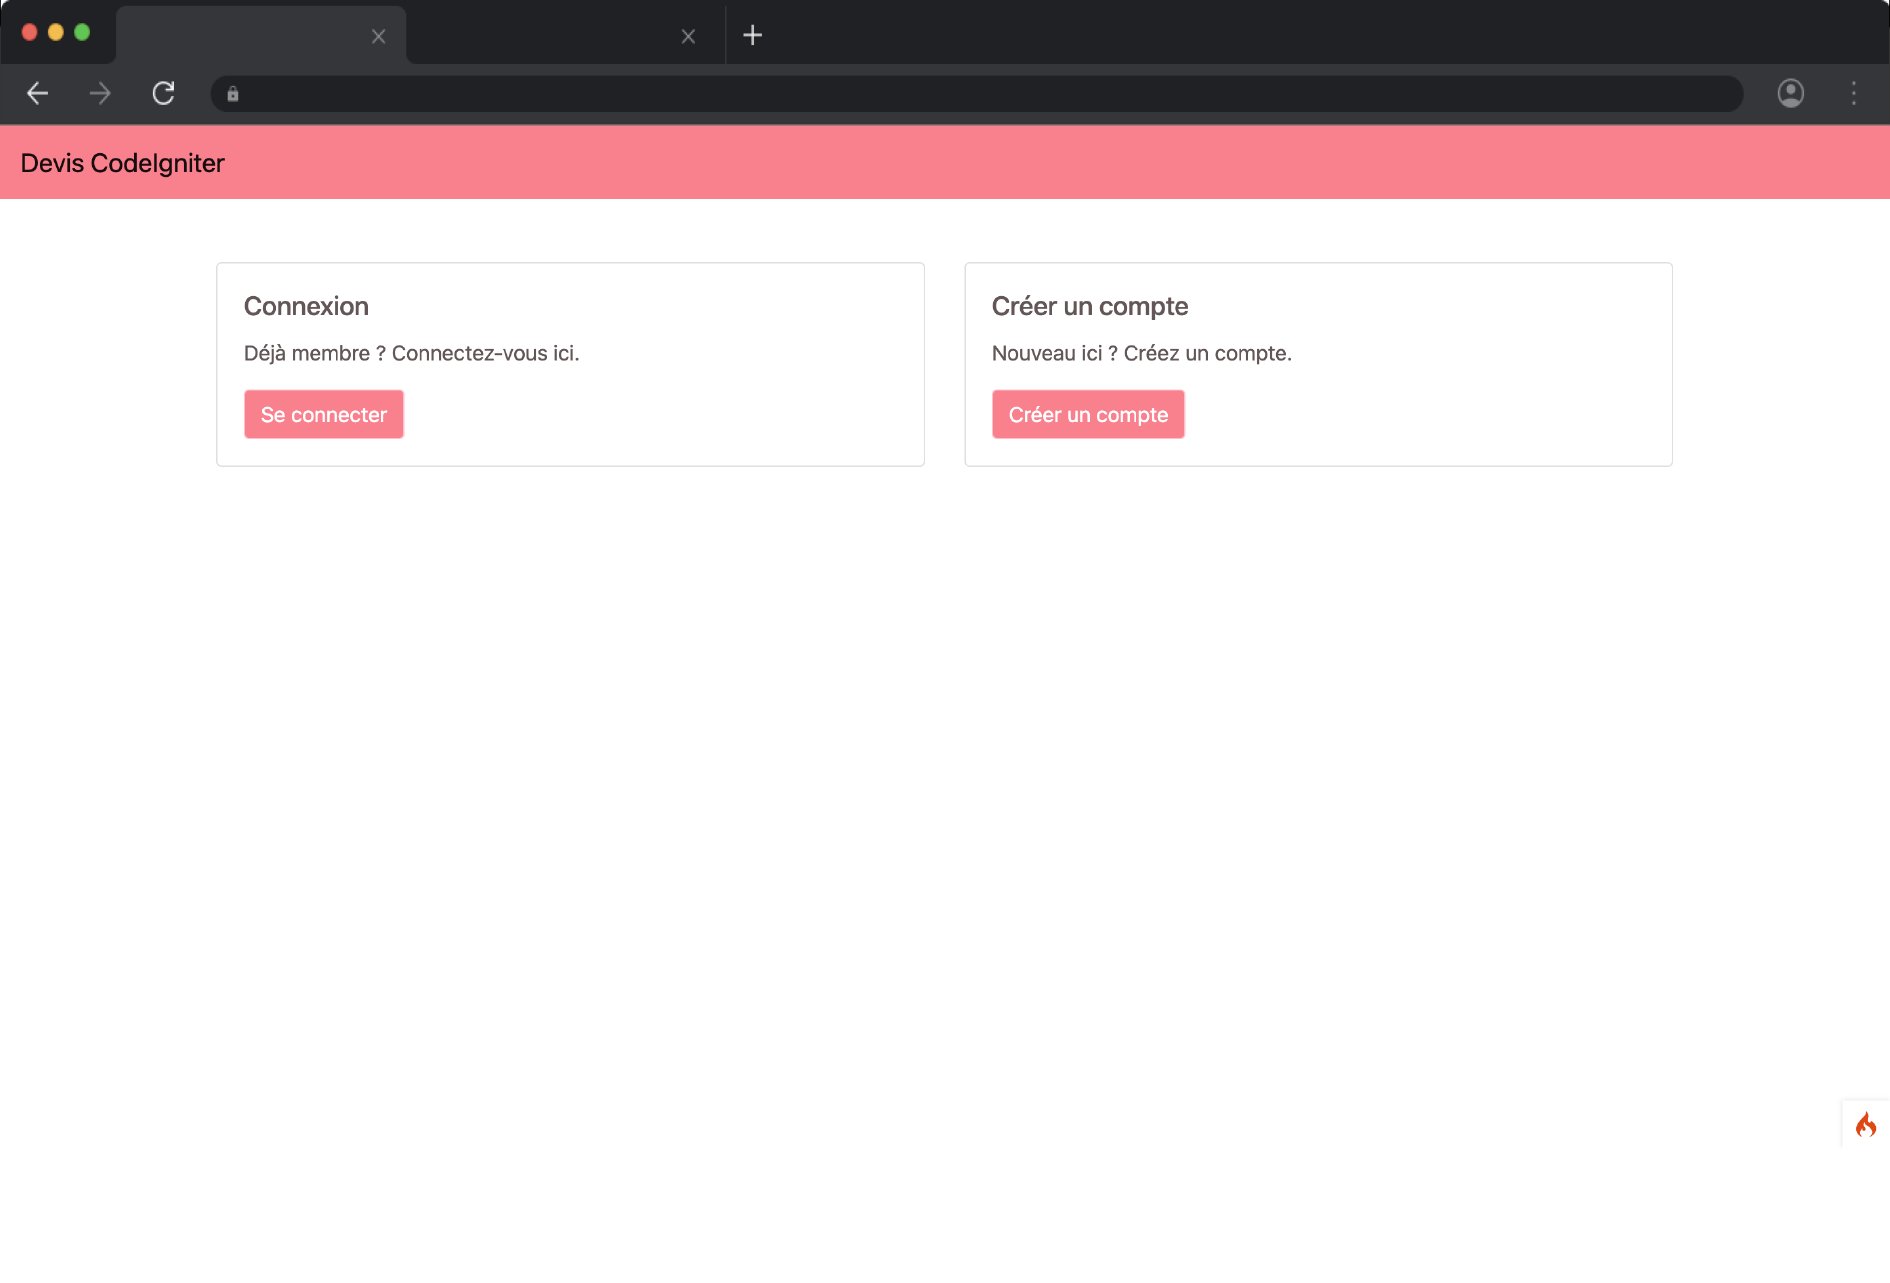 Devis CodeIgniter
Connexion
Déjà membre ? Connectez-vous ici.
Se connecter
Créer un compte
Nouveau ici ? Créez un compte.
Créer un compte